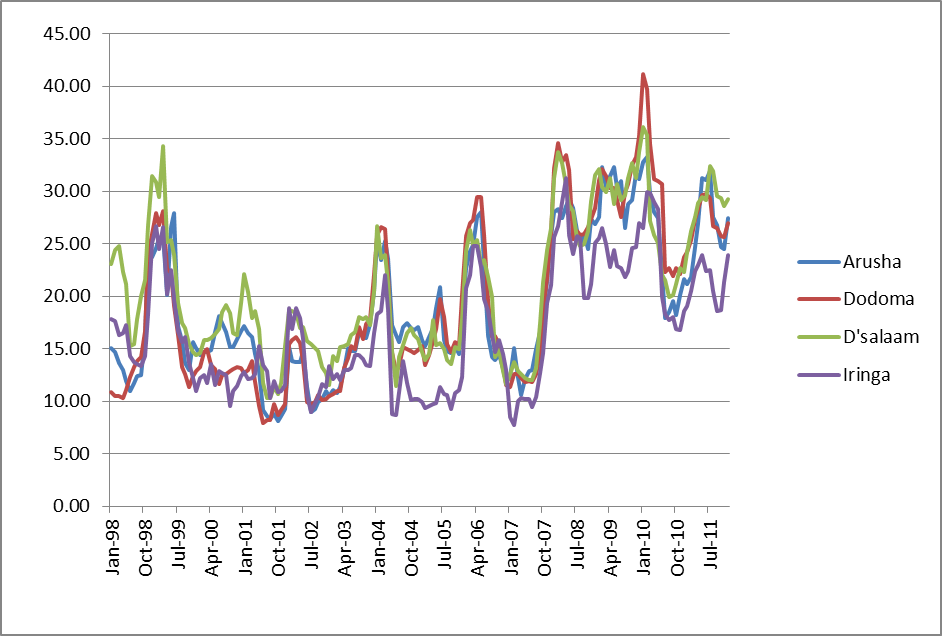 45.00
40.00
35.00
30.00
25.00
20.00
15.00
10.00
5.00
0.00
Jan-98
Oct-98
Jul-99
Apr-00
Jan-01
Oct-01
Jul-02
Apr-03
Jan-04
Oct-04
Jul-05
Apr-06
Jan-07
Oct-07
Jul-08
Apr-09
Jan-10
Oct-10
Jul-11
Arusha
Dodoma
D'salaam
Iringa